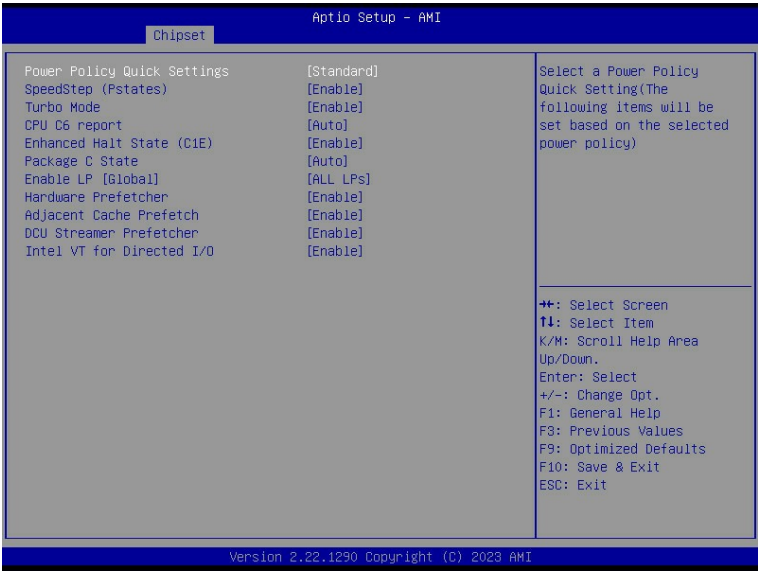 Aptio Setup – AMI
Chipset
Power Policy Quick Settings [Standard]
SpeedStep (Pstates) [Enable]
Turbo Mode [Enable]
CPU C6 report [Auto]
Enhanced Halt State (C1E) [Enable]
Package C State [Auto]
Enable LP [Global] [ALL LPs]
Hardware Prefetcher [Enable]
Adjacent Cache Prefetch [Enable]
DCU Streamer Prefetcher [Enable]
Intel VT for Directed I/O [Enable]
Select a Power Policy
Quick Setting(The
following items will be
set based on the selected
power policy)
→←: Select Screen
↑↓: Select Item
K/M: Scroll Help Area
Up/Down.
Enter: Select
+/-: Change Opt.
F1: General Help
F3: Previous Values
F9: Optimized Defaults
F10: Save & Exit
ESC: Exit
Version 2.22.1290 Copyright (C) 2023 AMI